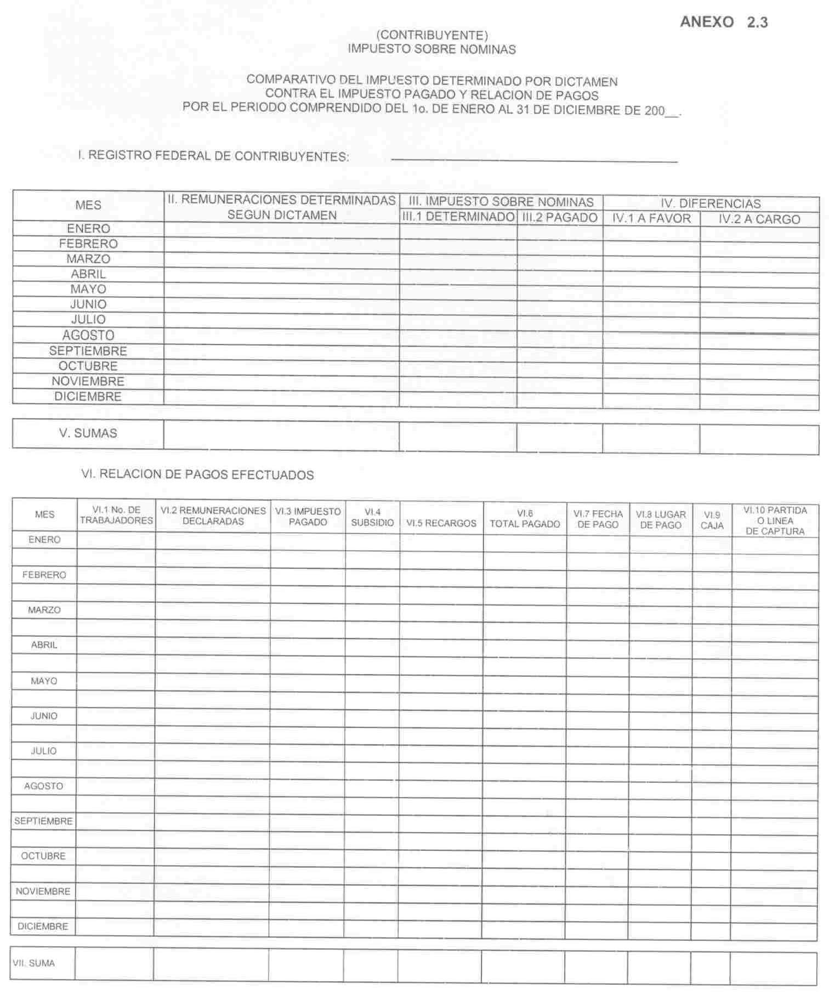 ANEXO 2.3
(CONTRIBUYENTE)
IMPUESTO SOBRE NOMINAS
COMPARATIVO DEL IMPUESTO DETERMINADO POR DICTAMEN
CONTRA EL IMPUESTO PAGADO Y RELACION DE PAGOS
POR EL PERIODO COMPRENDIDO DEL 1o. DE ENERO AL 31 DE DICIEMBRE DE 200__.
I. REGISTRO FEDERAL DE CONTRIBUYENTES: ____________________
MES
II. REMUNERACIONES DETERMINADAS
SEGUN DICTAMEN
III. IMPUESTO SOBRE NOMINAS
III.1 DETERMINADO
III.2 PAGADO
IV. DIFERENCIAS
IV.1 A FAVOR
IV.2 A CARGO
ENERO
FEBRERO
MARZO
ABRIL
MAYO
JUNIO
JULIO
AGOSTO
SEPTIEMBRE
OCTUBRE
NOVIEMBRE
DICIEMBRE
V. SUMAS
VI. RELACION DE PAGOS EFECTUADOS
MES
VI.1 No. DE
TRABAJADORES
VI.2 REMUNERACIONES
DECLARADAS
VI.3 IMPUESTO
PAGADO
VI.4
SUBSIDIO
VI.5 RECARGOS
VI.6
TOTAL PAGADO
VI.7 FECHA
DE PAGO
VI.8 LUGAR
DE PAGO
VI.9
CAJA
VI.10 PARTIDA
O LINEA
DE CAPTURA
ENERO
FEBRERO
MARZO
ABRIL
MAYO
JUNIO
JULIO
AGOSTO
SEPTIEMBRE
OCTUBRE
NOVIEMBRE
DICIEMBRE
VII. SUMA